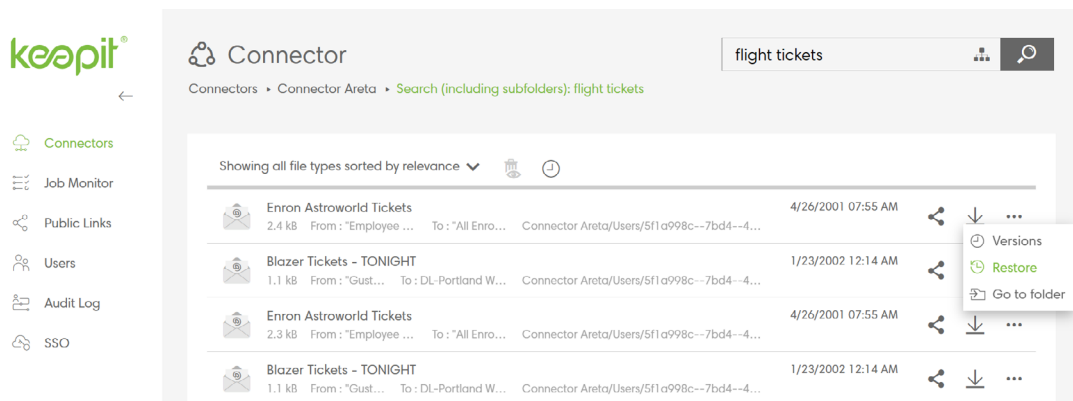 keepit®
Connector
flight tickets
Connectors ▸ Connector Areta ▸ Search (including subfolders): flight tickets
Connectors
Job Monitor
Public Links
Users
Audit Log
SSO
Showing all file types sorted by relevance
Enron Astroworld Tickets
4/26/2001 07:55 AM
2.4 kB From : "Employee ... To : "All Enro... Connector Areta/Users/5f1a998c--7bd4--4...
Versions
Restore
Go to folder
Blazer Tickets - TONIGHT
1/23/2002 12:14 AM
1.1 kB From : "Gust... To : DL-Portland W... Connector Areta/Users/5f1a998c--7bd4--4...
Enron Astroworld Tickets
4/26/2001 07:55 AM
2.3 kB From : "Employee ... To : "All Enro... Connector Areta/Users/5f1a998c--7bd4--4...
Blazer Tickets - TONIGHT
1/23/2002 12:14 AM
1.1 kB From : "Gust... To : DL-Portland W... Connector Areta/Users/5f1a998c--7bd4--4...